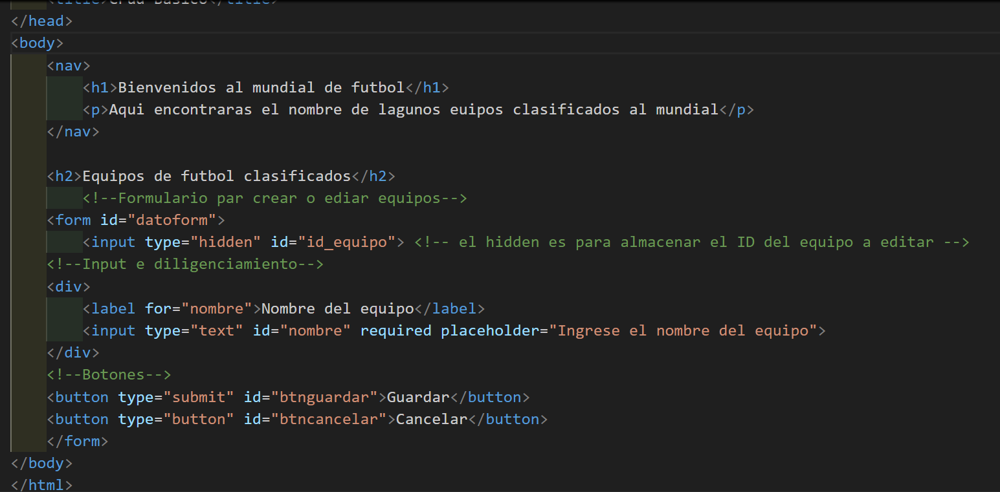 <title>Crud Basico</title>
</head>
<body>
<nav>
<h1>Bienvenidos al mundial de futbol</h1>
<p>Aqui encontraras el nombre de lagunos euipos clasificados al mundial</p>
</nav>
<h2>Equipos de futbol clasificados</h2>
<!--Formulario par crear o ediar equipos-->
<form id="datoform">
<input type="hidden" id="id_equipo"> <!-- el hidden es para almacenar el ID del equipo a editar -->
<!--Input e diligenciamiento-->
<div>
<label for="nombre">Nombre del equipo</label>
<input type="text" id="nombre" required placeholder="Ingrese el nombre del equipo">
</div>
<!--Botones-->
<button type="submit" id="btnguardar">Guardar</button>
<button type="button" id="btncancelar">Cancelar</button>
</form>
</body>
</html>